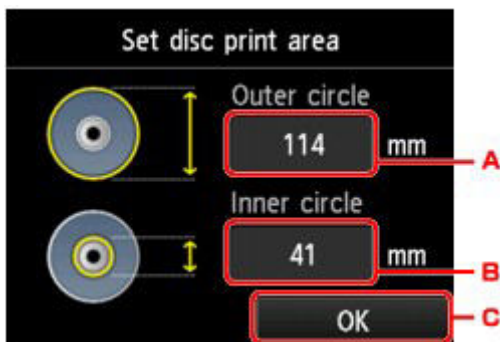 Set disc print area
Outer circle
114 mm
A
Inner circle
41 mm
B
OK
C